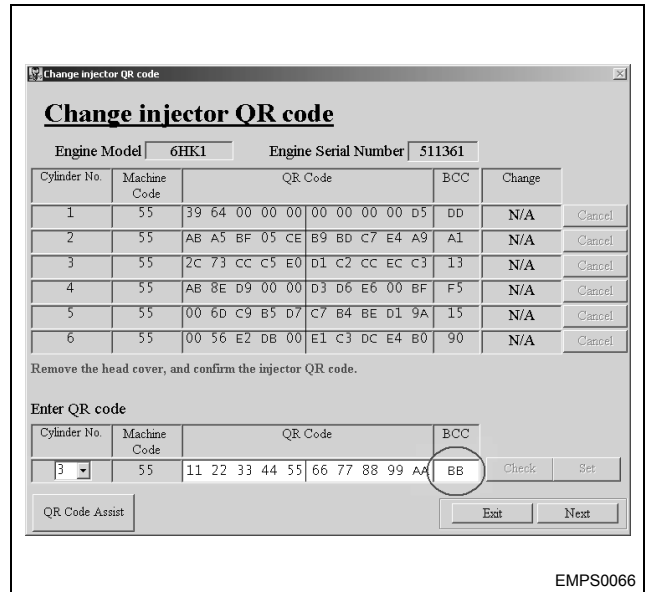 Change injector QR code
Change injector QR code
Engine Model 6HK1 Engine Serial Number 511361
Cylinder No. Machine Code QR Code BCC Change
1 55 39 64 00 00 00 00 00 00 00 D5 DD N/A Cancel
2 55 AB A5 BF 05 CE B9 BD C7 E4 A9 A1 N/A Cancel
3 55 2C 73 CC C5 E0 D1 C2 CC EC C3 13 N/A Cancel
4 55 AB 8E D9 00 00 D3 D6 E6 00 BF F5 N/A Cancel
5 55 00 6D C9 B5 D7 C7 B4 BE D1 9A 15 N/A Cancel
6 55 00 56 E2 DB 00 E1 C3 DC E4 B0 90 N/A Cancel
Remove the head cover, and confirm the injector QR code.
Enter QR code
Cylinder No. Machine Code QR Code BCC
3 55 11 22 33 44 55 66 77 88 99 AA BB Check Set
QR Code Assist Exit Next
EMPS0066